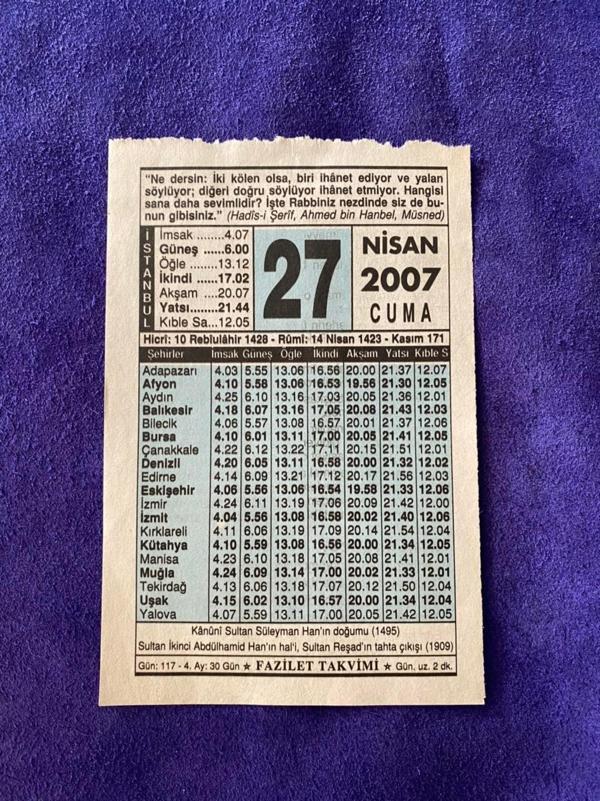 "Ne dersin: İki kölen olsa, biri ihânet ediyor ve yalan
söylüyor; diğeri doğru söylüyor ihânet etmiyor. Hangisi
sana daha sevimlidir? İşte Rabbiniz nezdinde siz de bu-
nun gibisiniz." (Hadîs-i Şerîf, Ahmed bin Hanbel, Müsned)
İSTANBUL
İmsak ........4.07
Güneş ......6.00
Öğle ........13.12
İkindi ......17.02
Akşam ....20.07
Yatsı........21.44
Kıble Sa...12.05
27
NİSAN
2007
CUMA
Hicrî: 10 Rebîulâhir 1428 - Rûmî: 14 Nisan 1423 - Kasım 171
Şehirler İmsak Güneş Öğle İkindi Akşam Yatsı Kıble S
Adapazarı 4.03 5.55 13.06 16.56 20.00 21.37 12.07
Afyon 4.10 5.58 13.06 16.53 19.56 21.30 12.05
Aydın 4.25 6.10 13.16 17.03 20.05 21.36 12.01
Balıkesir 4.18 6.07 13.16 17.05 20.08 21.43 12.03
Bilecik 4.06 5.57 13.08 16.57 20.01 21.37 12.06
Bursa 4.10 6.01 13.11 17.00 20.05 21.41 12.05
Çanakkale 4.22 6.12 13.22 17.11 20.15 21.51 12.01
Denizli 4.20 6.05 13.11 16.58 20.00 21.32 12.02
Edirne 4.14 6.09 13.21 17.12 20.17 21.56 12.03
Eskişehir 4.06 5.56 13.06 16.54 19.58 21.33 12.06
İzmir 4.24 6.11 13.19 17.06 20.09 21.42 12.00
İzmit 4.04 5.56 13.08 16.58 20.02 21.40 12.06
Kırklareli 4.11 6.06 13.19 17.09 20.14 21.54 12.04
Kütahya 4.10 5.59 13.08 16.56 20.00 21.34 12.05
Manisa 4.23 6.10 13.18 17.05 20.08 21.41 12.01
Muğla 4.24 6.09 13.14 17.00 20.02 21.33 12.01
Tekirdağ 4.13 6.06 13.18 17.07 20.12 21.50 12.04
Uşak 4.15 6.02 13.10 16.57 20.00 21.34 12.04
Yalova 4.07 5.59 13.11 17.00 20.05 21.42 12.05
Kânûnî Sultan Süleyman Han'ın doğumu (1495)
Sultan İkinci Abdülhamid Han'ın hal'i, Sultan Reşad'ın tahta çıkışı (1909)
Gün: 117 - 4. Ay: 30 Gün ★ FAZİLET TAKVİMİ ★ Gün. uz. 2 dk.